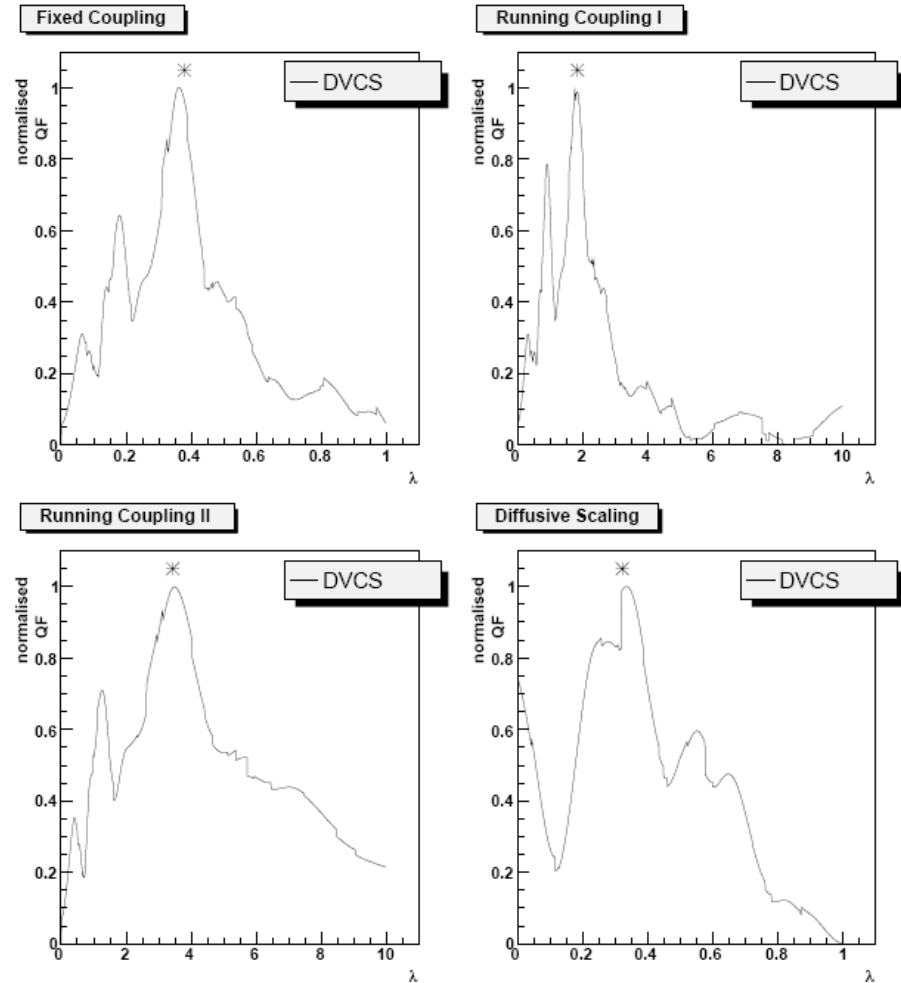 Fixed Coupling
normalised
QF
DVCS
1
0.8
0.6
0.4
0.2
0
0 0.2 0.4 0.6 0.8 1
λ
Running Coupling I
normalised
QF
DVCS
1
0.8
0.6
0.4
0.2
0
0 2 4 6 8 10
λ
Running Coupling II
normalised
QF
DVCS
1
0.8
0.6
0.4
0.2
0
0 2 4 6 8 10
λ
Diffusive Scaling
normalised
QF
DVCS
1
0.8
0.6
0.4
0.2
0
0 0.2 0.4 0.6 0.8 1
λ